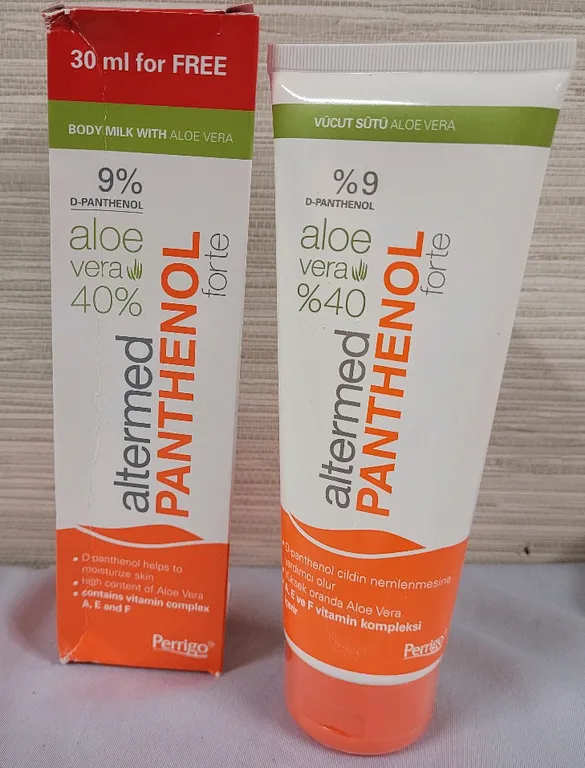 30 ml for FREE
BODY MILK WITH ALOE VERA
9%
D-PANTHENOL
aloe
vera
40%
altermed
PANTHENOL
forte
• D-panthenol helps to
moisturize skin
• high content of Aloe Vera
• contains vitamin complex
A, E and F
Perrigo®
VÜCUT SÜTÜ ALOE VERA
%9
D-PANTHENOL
aloe
vera
%40
altermed
PANTHENOL
forte
• D-panthenol cildin nemlenmesine
yardımcı olur
Yüksek oranda Aloe Vera
A, E ve F vitamin kompleksi
Perrigo®